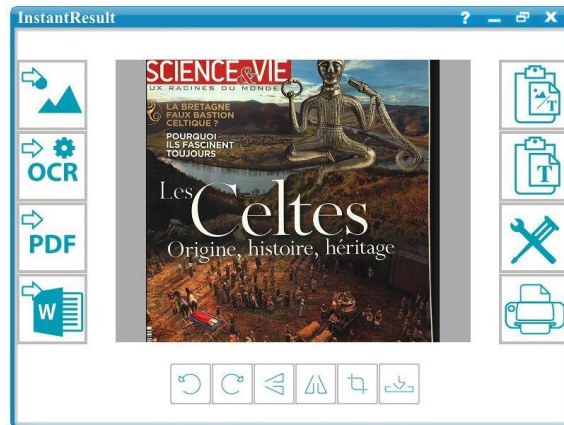 InstantResult
?
SCIENCE & VIE
UX RACINES DU MONDE
LA BRETAGNE
FAUX BASTION
CELTIQUE ?
POURQUOI
ILS FASCINENT
TOUJOURS
Les Celtes
Origine, histoire, héritage
OCR
PDF
W
T
T